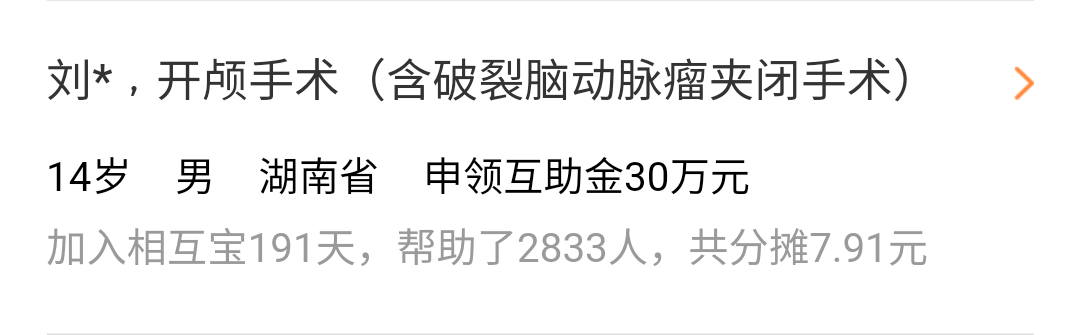 刘*，开颅手术（含破裂脑动脉瘤夹闭手术）
14岁 男 湖南省 申领互助金30万元
加入相互宝191天，帮助了2833人，共分摊7.91元